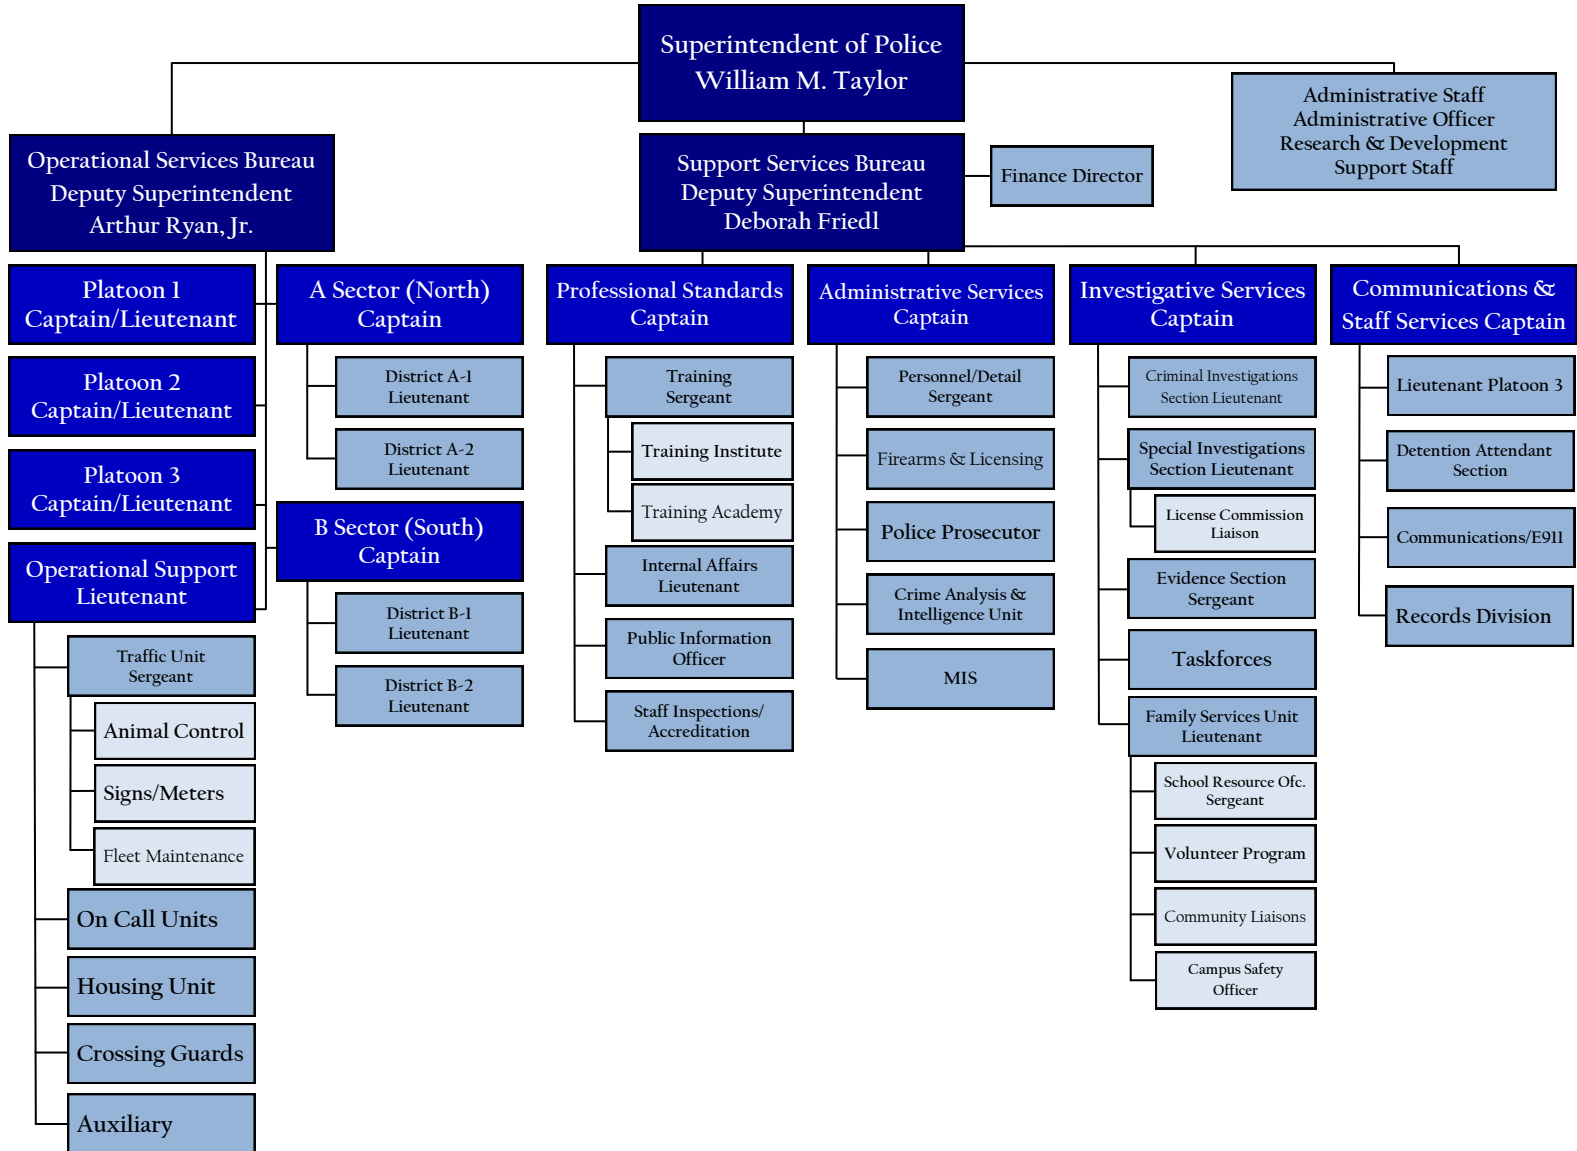 Superintendent of Police
William M. Taylor
Administrative Staff
Administrative Officer
Research & Development
Support Staff
Operational Services Bureau
Deputy Superintendent
Arthur Ryan, Jr.
Support Services Bureau
Deputy Superintendent
Deborah Friedl
Finance Director
Platoon 1
Captain/Lieutenant
Platoon 2
Captain/Lieutenant
Platoon 3
Captain/Lieutenant
Operational Support
Lieutenant
Traffic Unit
Sergeant
Animal Control
Signs/Meters
Fleet Maintenance
On Call Units
Housing Unit
Crossing Guards
Auxiliary
A Sector (North)
Captain
District A-1
Lieutenant
District A-2
Lieutenant
B Sector (South)
Captain
District B-1
Lieutenant
District B-2
Lieutenant
Professional Standards
Captain
Training
Sergeant
Training Institute
Training Academy
Internal Affairs
Lieutenant
Public Information
Officer
Staff Inspections/
Accreditation
Administrative Services
Captain
Personnel/Detail
Sergeant
Firearms & Licensing
Police Prosecutor
Crime Analysis &
Intelligence Unit
MIS
Investigative Services
Captain
Criminal Investigations
Section Lieutenant
Special Investigations
Section Lieutenant
License Commission
Liaison
Evidence Section
Sergeant
Taskforces
Family Services Unit
Lieutenant
School Resource Ofc.
Sergeant
Volunteer Program
Community Liaisons
Campus Safety
Officer
Communications &
Staff Services Captain
Lieutenant Platoon 3
Detention Attendant
Section
Communications/E911
Records Division